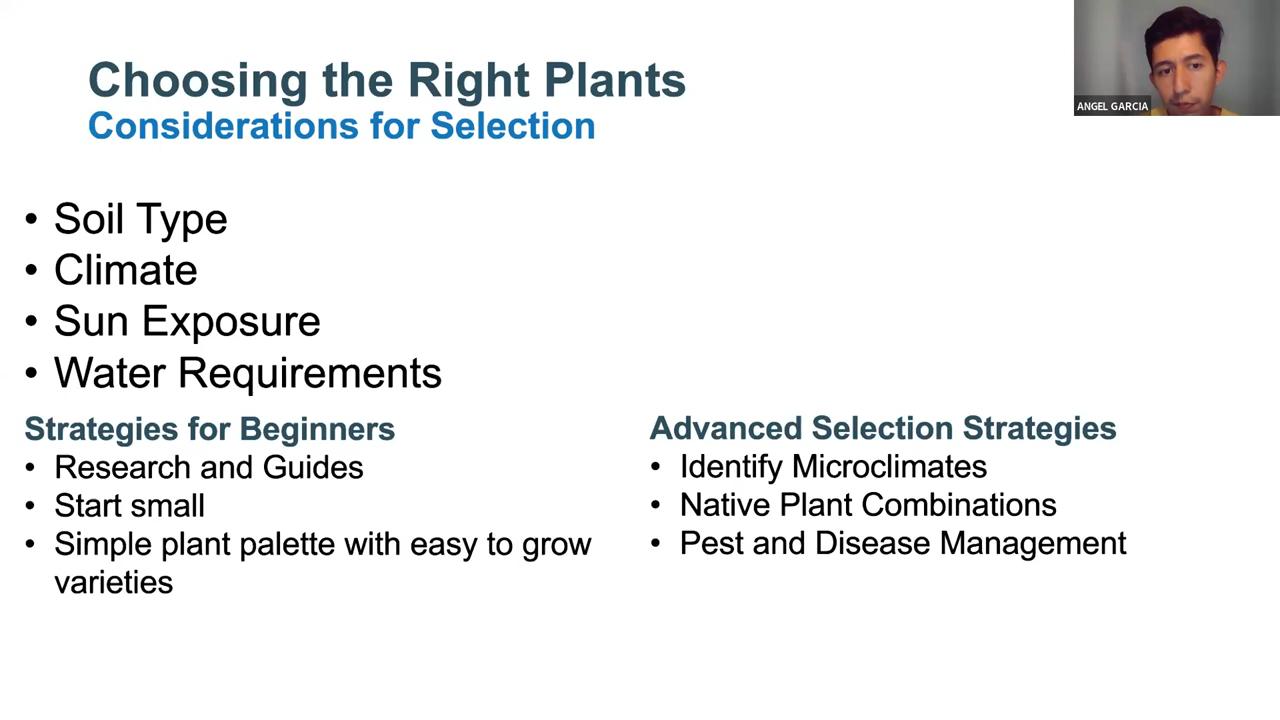 Choosing the Right Plants
Considerations for Selection
ANGEL GARCIA
• Soil Type
• Climate
• Sun Exposure
• Water Requirements
Strategies for Beginners
• Research and Guides
• Start small
• Simple plant palette with easy to grow
varieties
Advanced Selection Strategies
• Identify Microclimates
• Native Plant Combinations
• Pest and Disease Management